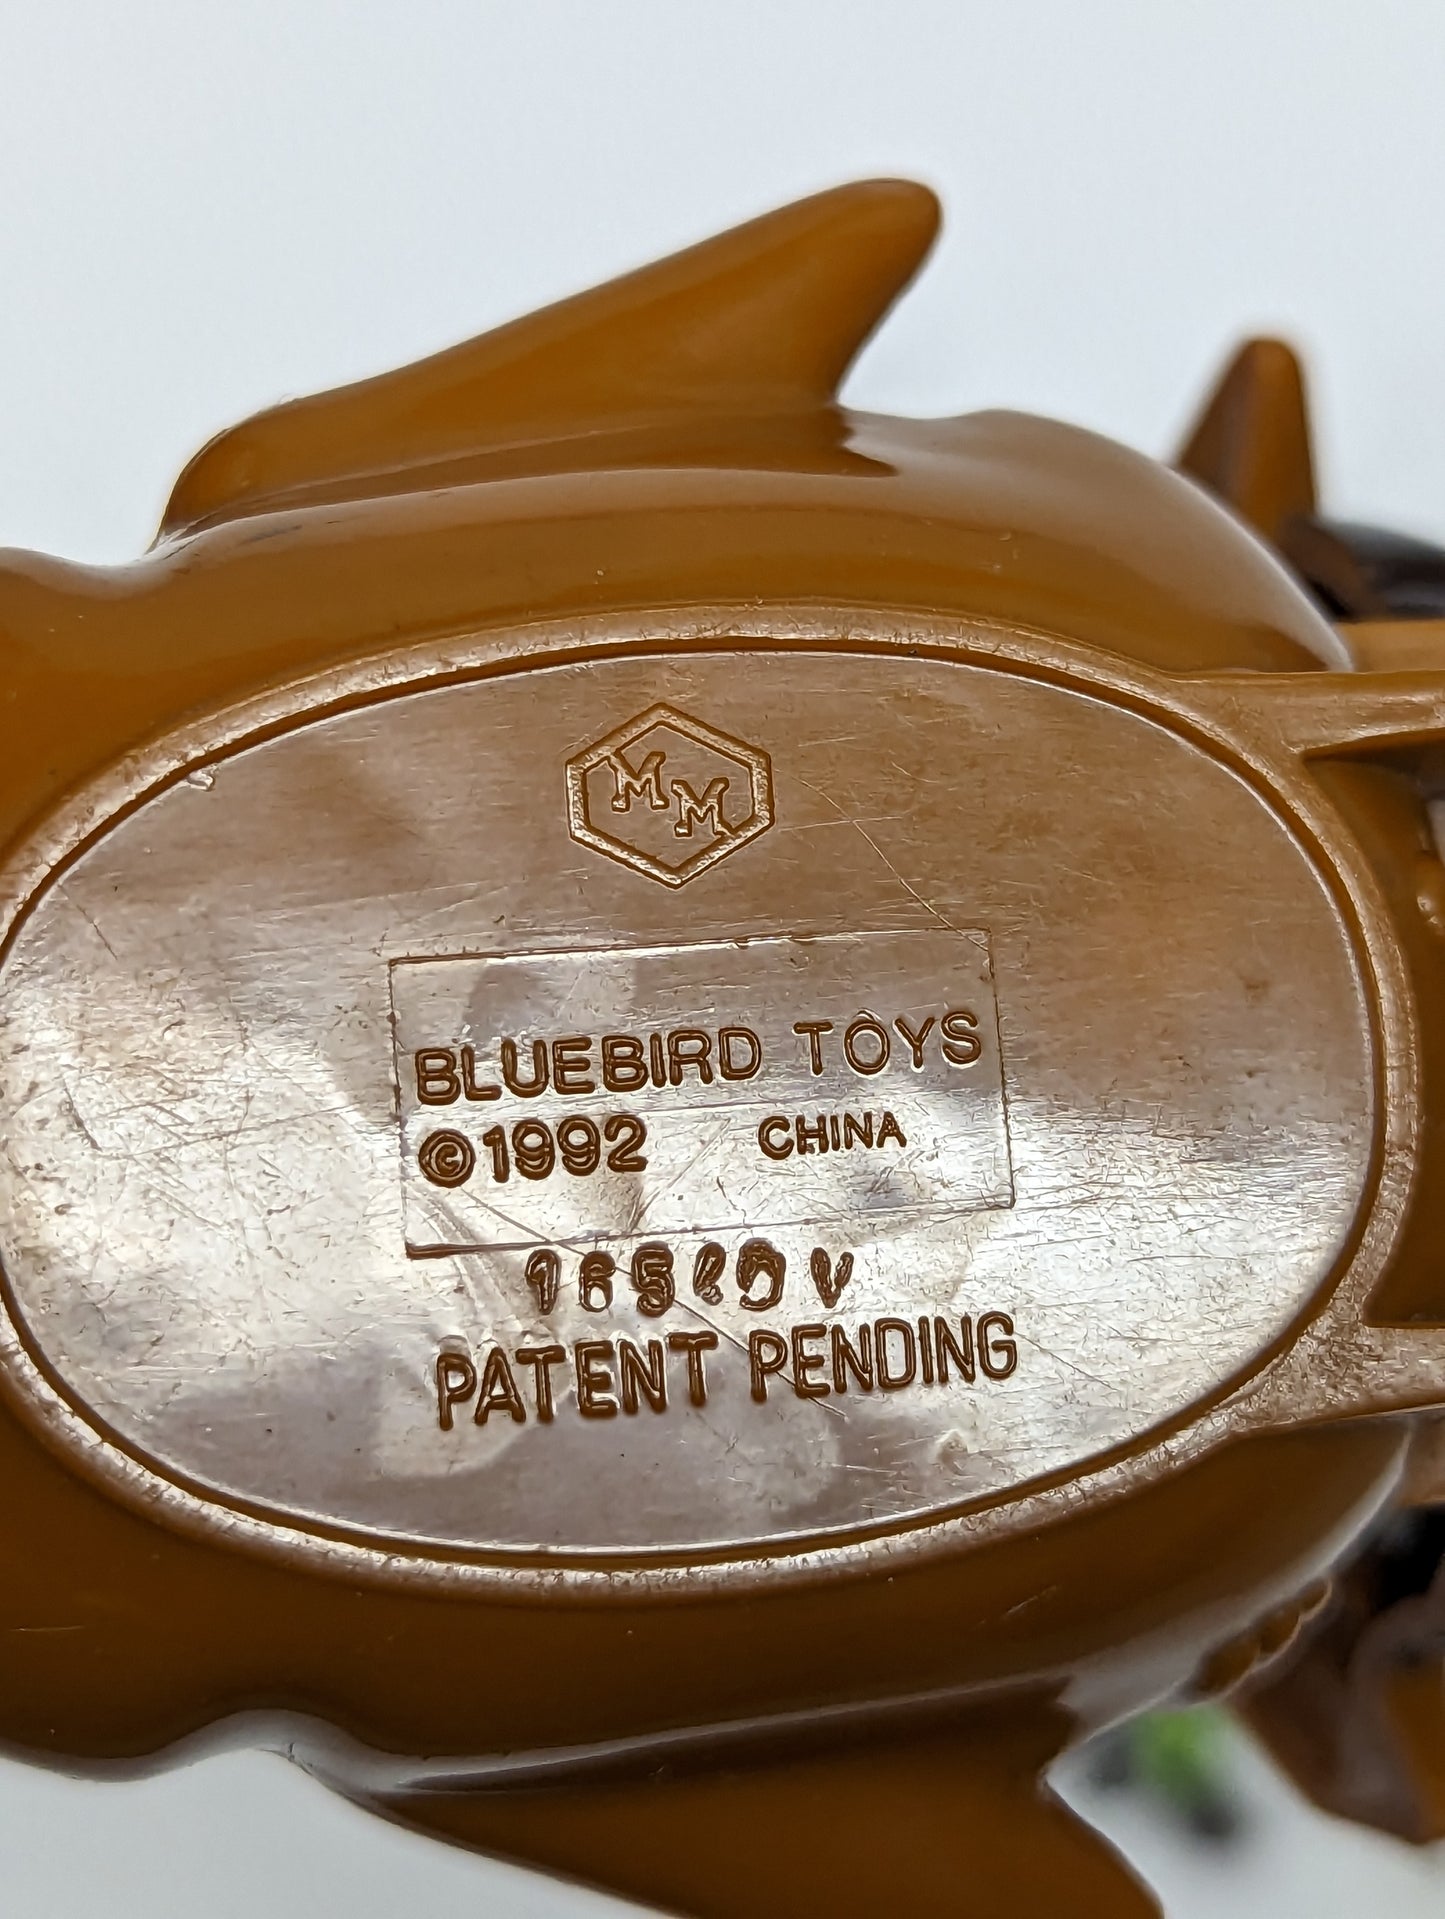 MM
BLUEBIRD TOYS
©1992 CHINA
PATENT PENDING